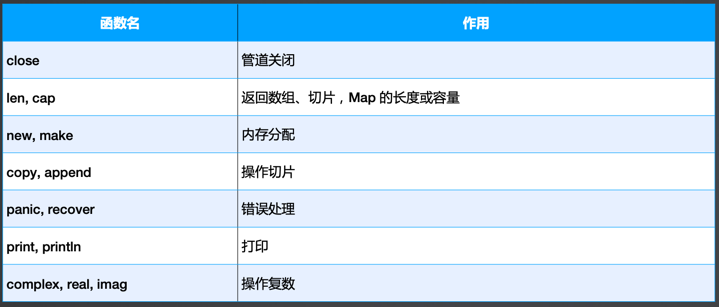 函数名 作用
close 管道关闭
len, cap 返回数组、切片，Map 的长度或容量
new, make 内存分配
copy, append 操作切片
panic, recover 错误处理
print, println 打印
complex, real, imag 操作复数